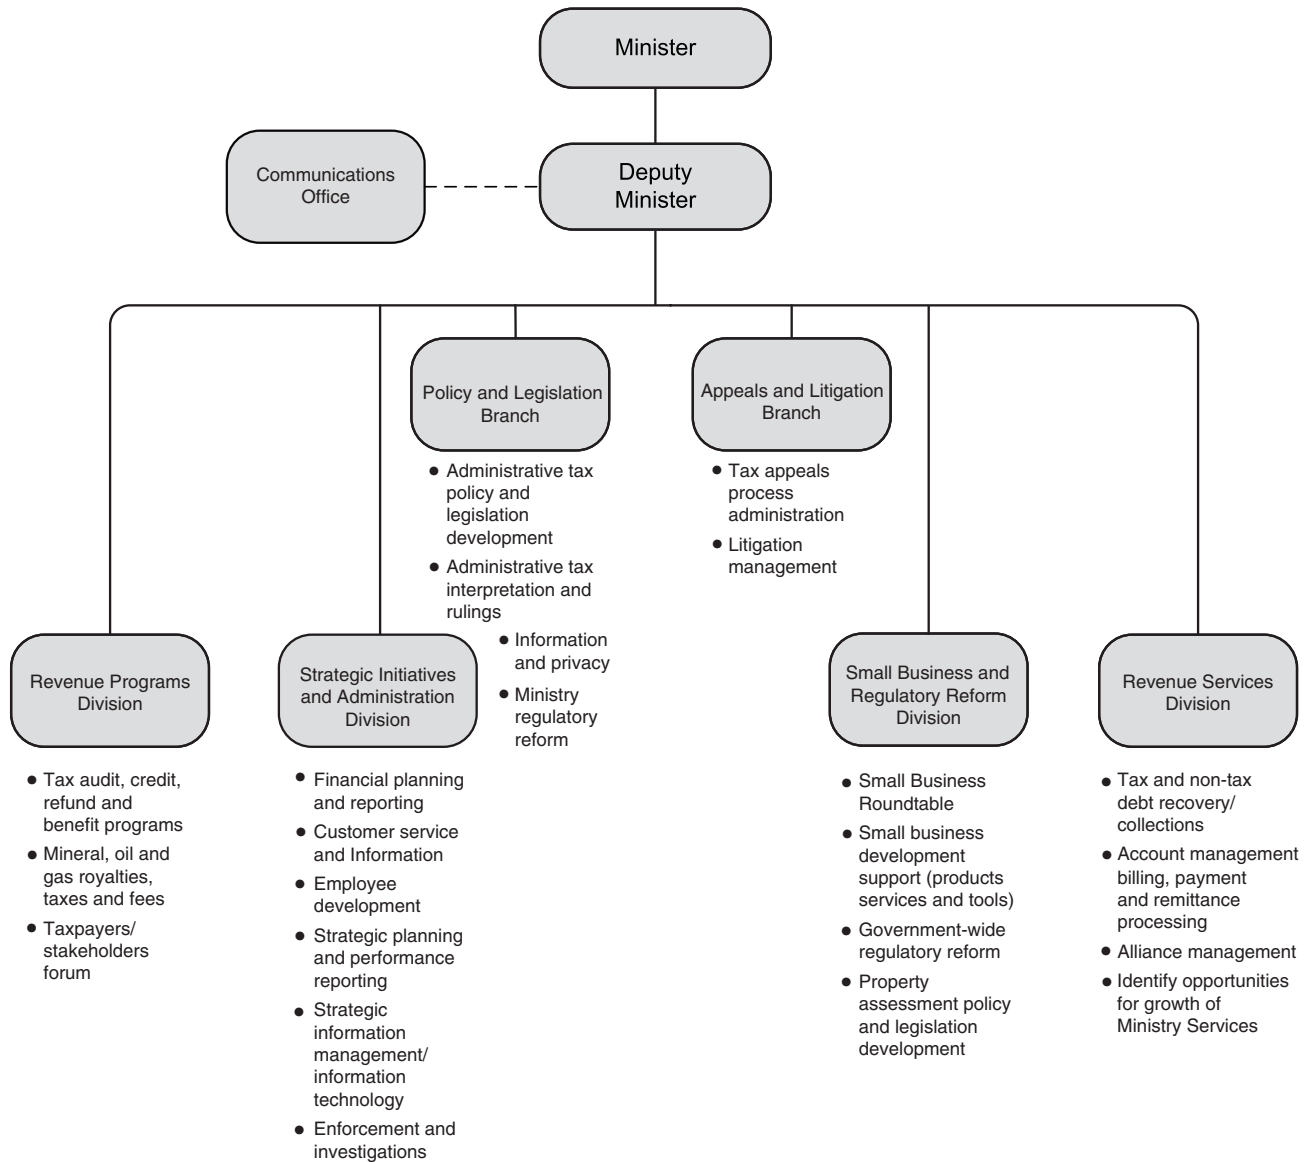 Minister
Communications
Office
Deputy
Minister
Policy and Legislation
Branch
• Administrative tax
policy and
legislation
development
• Administrative tax
interpretation and
rulings
• Information
and privacy
• Ministry
regulatory
reform
Appeals and Litigation
Branch
• Tax appeals
process
administration
• Litigation
management
Revenue Programs
Division
• Tax audit, credit,
refund and
benefit programs
• Mineral, oil and
gas royalties,
taxes and fees
• Taxpayers/
stakeholders
forum
Strategic Initiatives
and Administration
Division
• Financial planning
and reporting
• Customer service
and Information
• Employee
development
• Strategic planning
and performance
reporting
• Strategic
information
management/
information
technology
• Enforcement and
investigations
Small Business and
Regulatory Reform
Division
• Small Business
Roundtable
• Small business
development
support (products
services and tools)
• Government-wide
regulatory reform
• Property
assessment policy
and legislation
development
Revenue Services
Division
• Tax and non-tax
debt recovery/
collections
• Account management
billing, payment
and remittance
processing
• Alliance management
• Identify opportunities
for growth of
Ministry Services